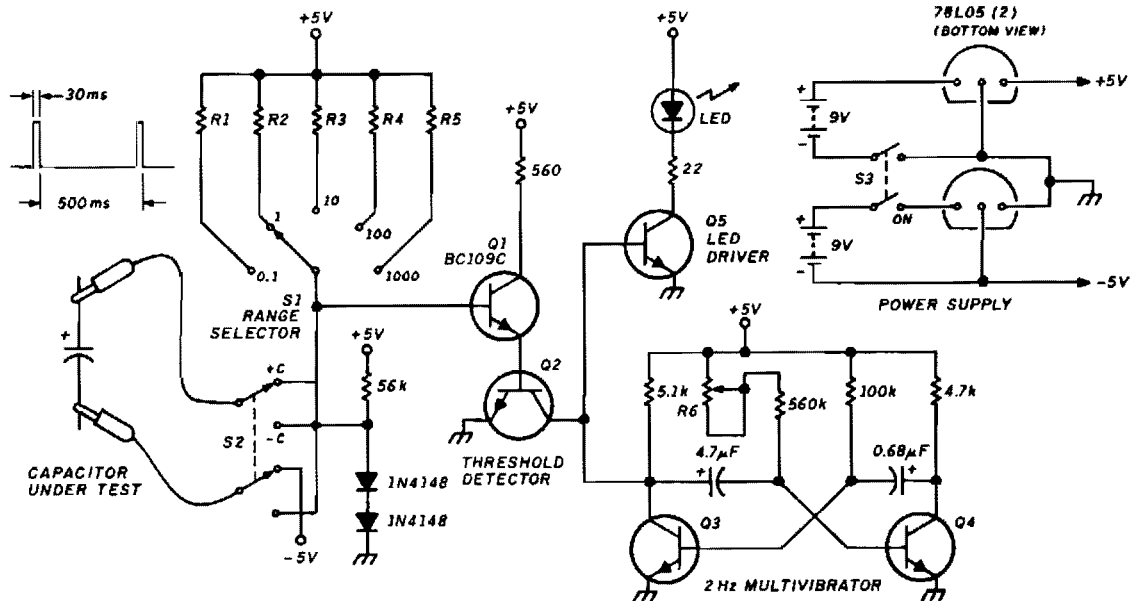 30ms
500ms
+5V
R1
R2
R3
R4
R5
0.1
1
10
100
1000
S1
RANGE
SELECTOR
+5V
560
Q1
BC109C
Q2
THRESHOLD
DETECTOR
+5V
LED
22
Q5
LED
DRIVER
78L05 (2)
(BOTTOM VIEW)
+
9V
-
S3
ON
+
9V
-
+5V
-5V
POWER SUPPLY
+
CAPACITOR
UNDER TEST
+C
-C
S2
-5V
+5V
56k
1N4148
1N4148
+5V
5.1k
R6
560k
100k
4.7k
4.7µF
+
0.68µF
+
Q3
Q4
2 Hz MULTIVIBRATOR